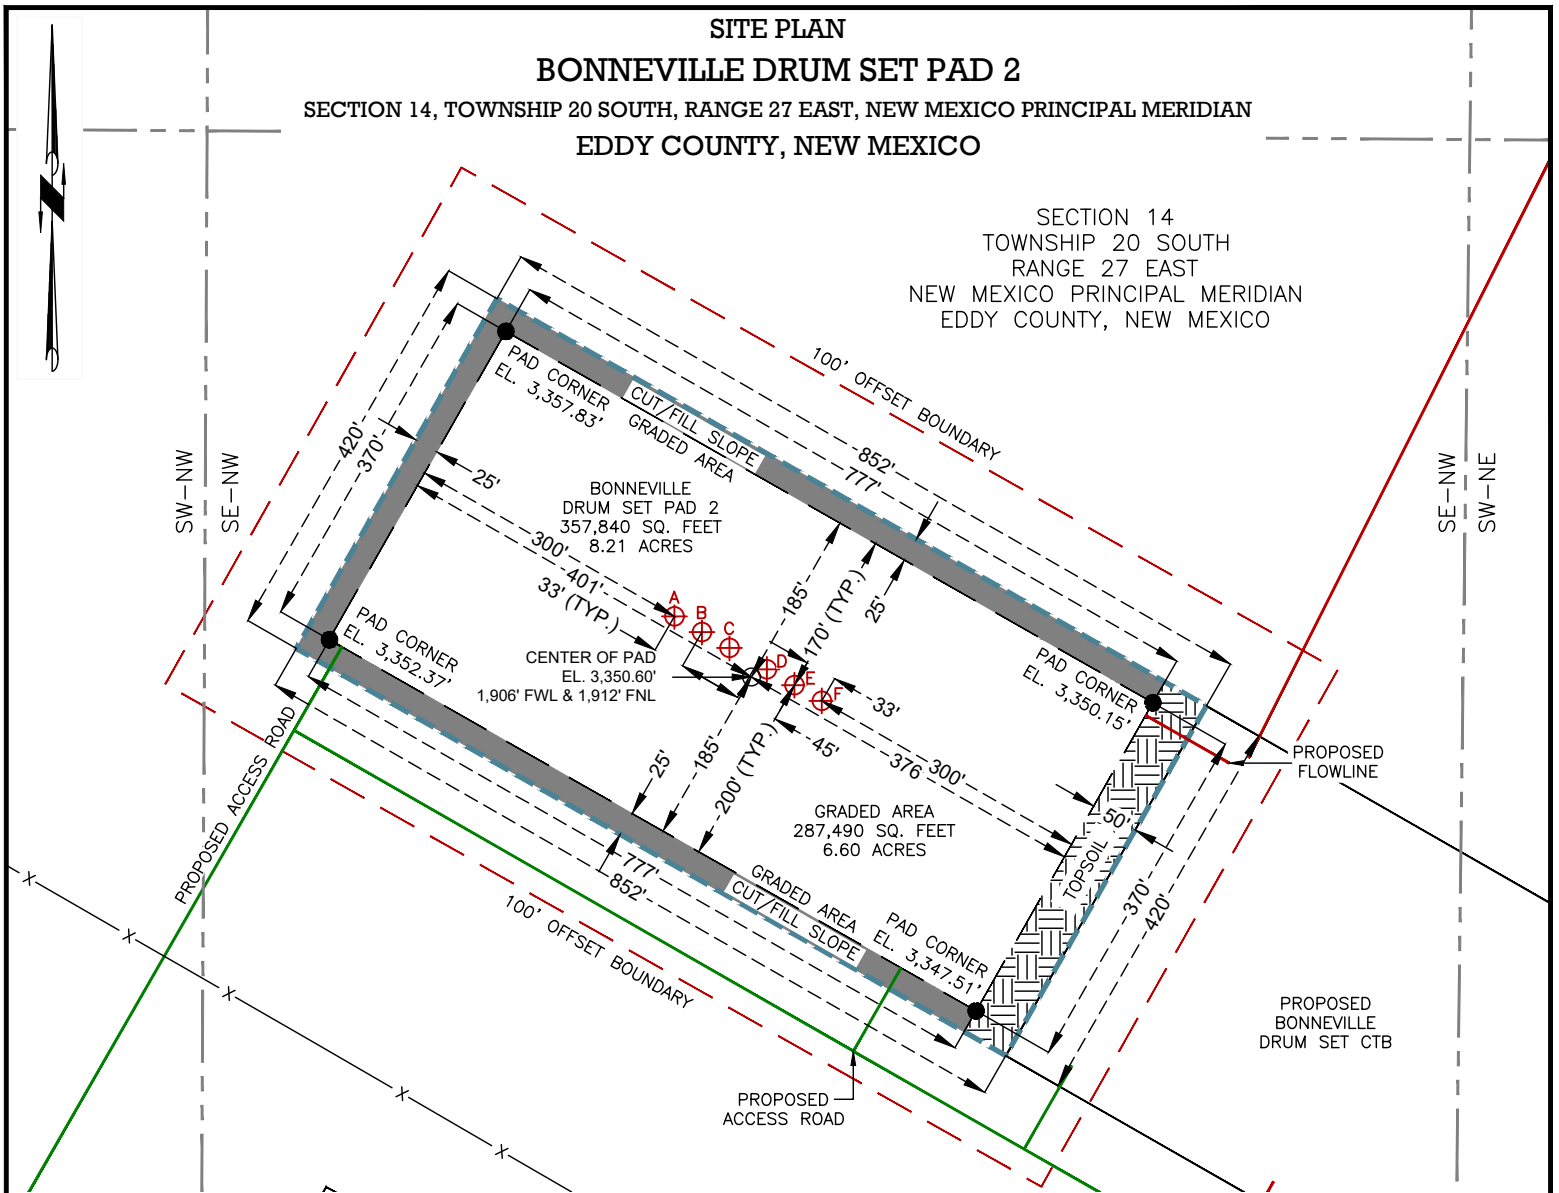 SITE PLAN
BONNEVILLE DRUM SET PAD 2
SECTION 14, TOWNSHIP 20 SOUTH, RANGE 27 EAST, NEW MEXICO PRINCIPAL MERIDIAN
EDDY COUNTY, NEW MEXICO
SECTION 14
TOWNSHIP 20 SOUTH
RANGE 27 EAST
NEW MEXICO PRINCIPAL MERIDIAN
EDDY COUNTY, NEW MEXICO
100' OFFSET BOUNDARY
852'
777'
PAD CORNER
EL. 3,357.83'
CUT/FILL SLOPE
GRADED AREA
420'
370'
25'
SW-NW
SE-NW
SE-NW
SW-NE
BONNEVILLE
DRUM SET PAD 2
357,840 SQ. FEET
8.21 ACRES
300'
401'
33' (TYP.)
185'
170' (TYP.)
25'
A
B
C
D
E
F
PAD CORNER
EL. 3,352.37'
CENTER OF PAD
EL. 3,350.60'
1,906' FWL & 1,912' FNL
PAD CORNER
EL. 3,350.15'
33'
45'
376
300'
25'
185'
200' (TYP.)
PROPOSED
FLOWLINE
PROPOSED ACCESS ROAD
GRADED AREA
287,490 SQ. FEET
6.60 ACRES
50'
TOPSOIL
370'
420'
777'
852'
GRADED AREA
CUT/FILL SLOPE
PAD CORNER
EL. 3,347.51'
100' OFFSET BOUNDARY
PROPOSED
BONNEVILLE
DRUM SET CTB
PROPOSED
ACCESS ROAD
X
X
X
X
X